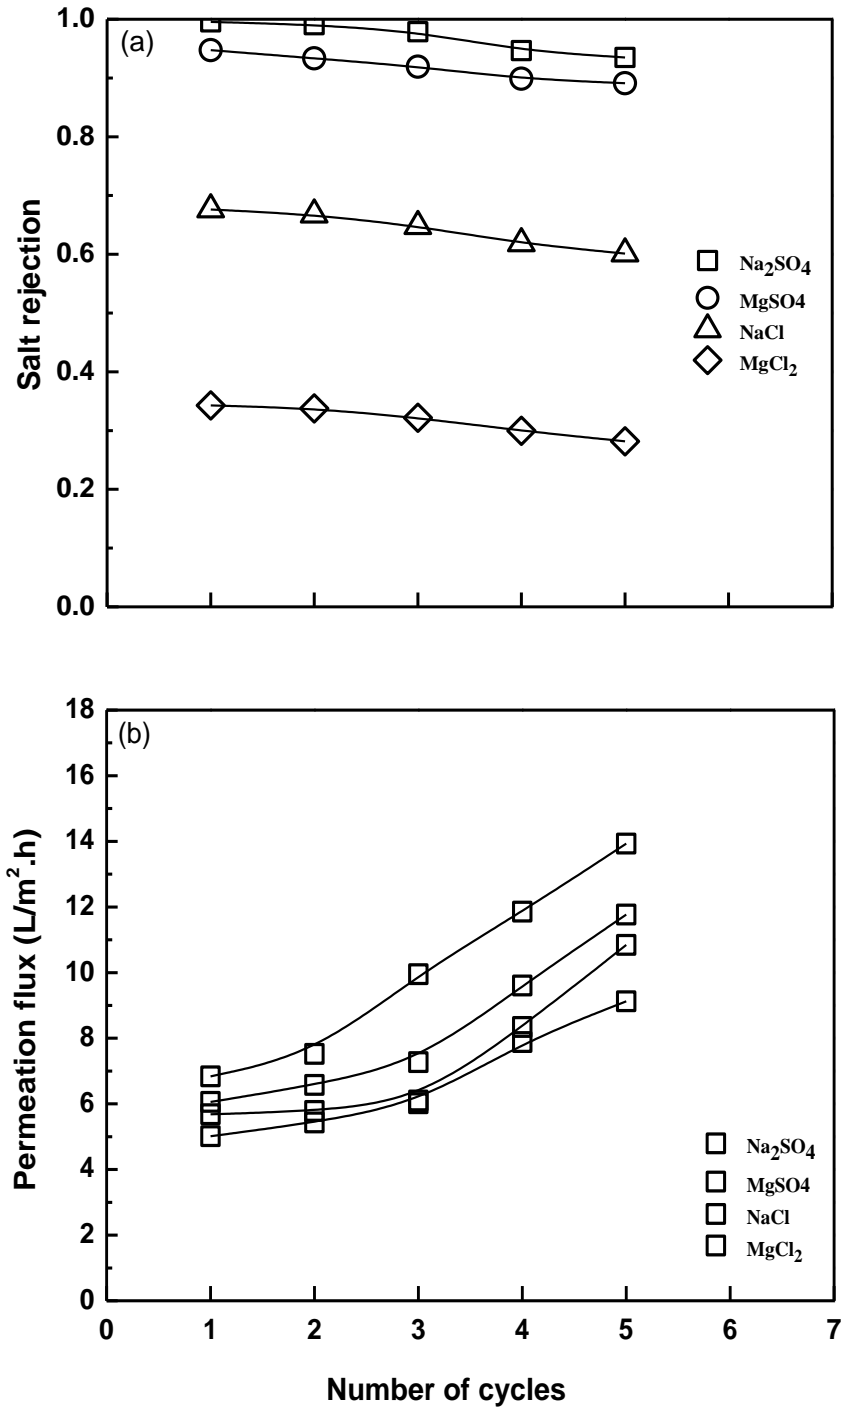 (a)
1.0
0.8
0.6
0.4
0.2
0.0
Salt rejection
Na2SO4
MgSO4
NaCl
MgCl2
(b)
18
16
14
12
10
8
6
4
2
0
Permeation flux (L/m2.h)
Na2SO4
MgSO4
NaCl
MgCl2
0 1 2 3 4 5 6 7
Number of cycles